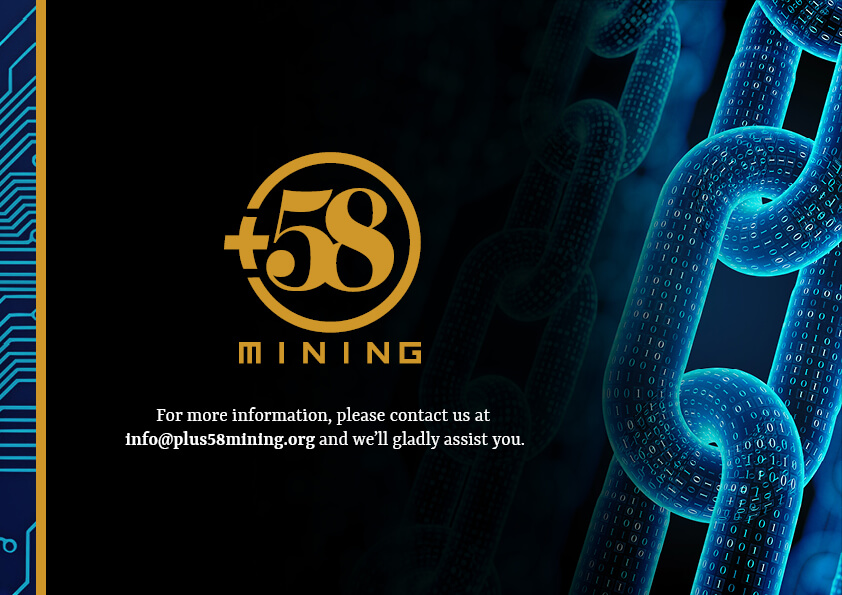 +58
MINING
For more information, please contact us at
info@plus58mining.org and we’ll gladly assist you.